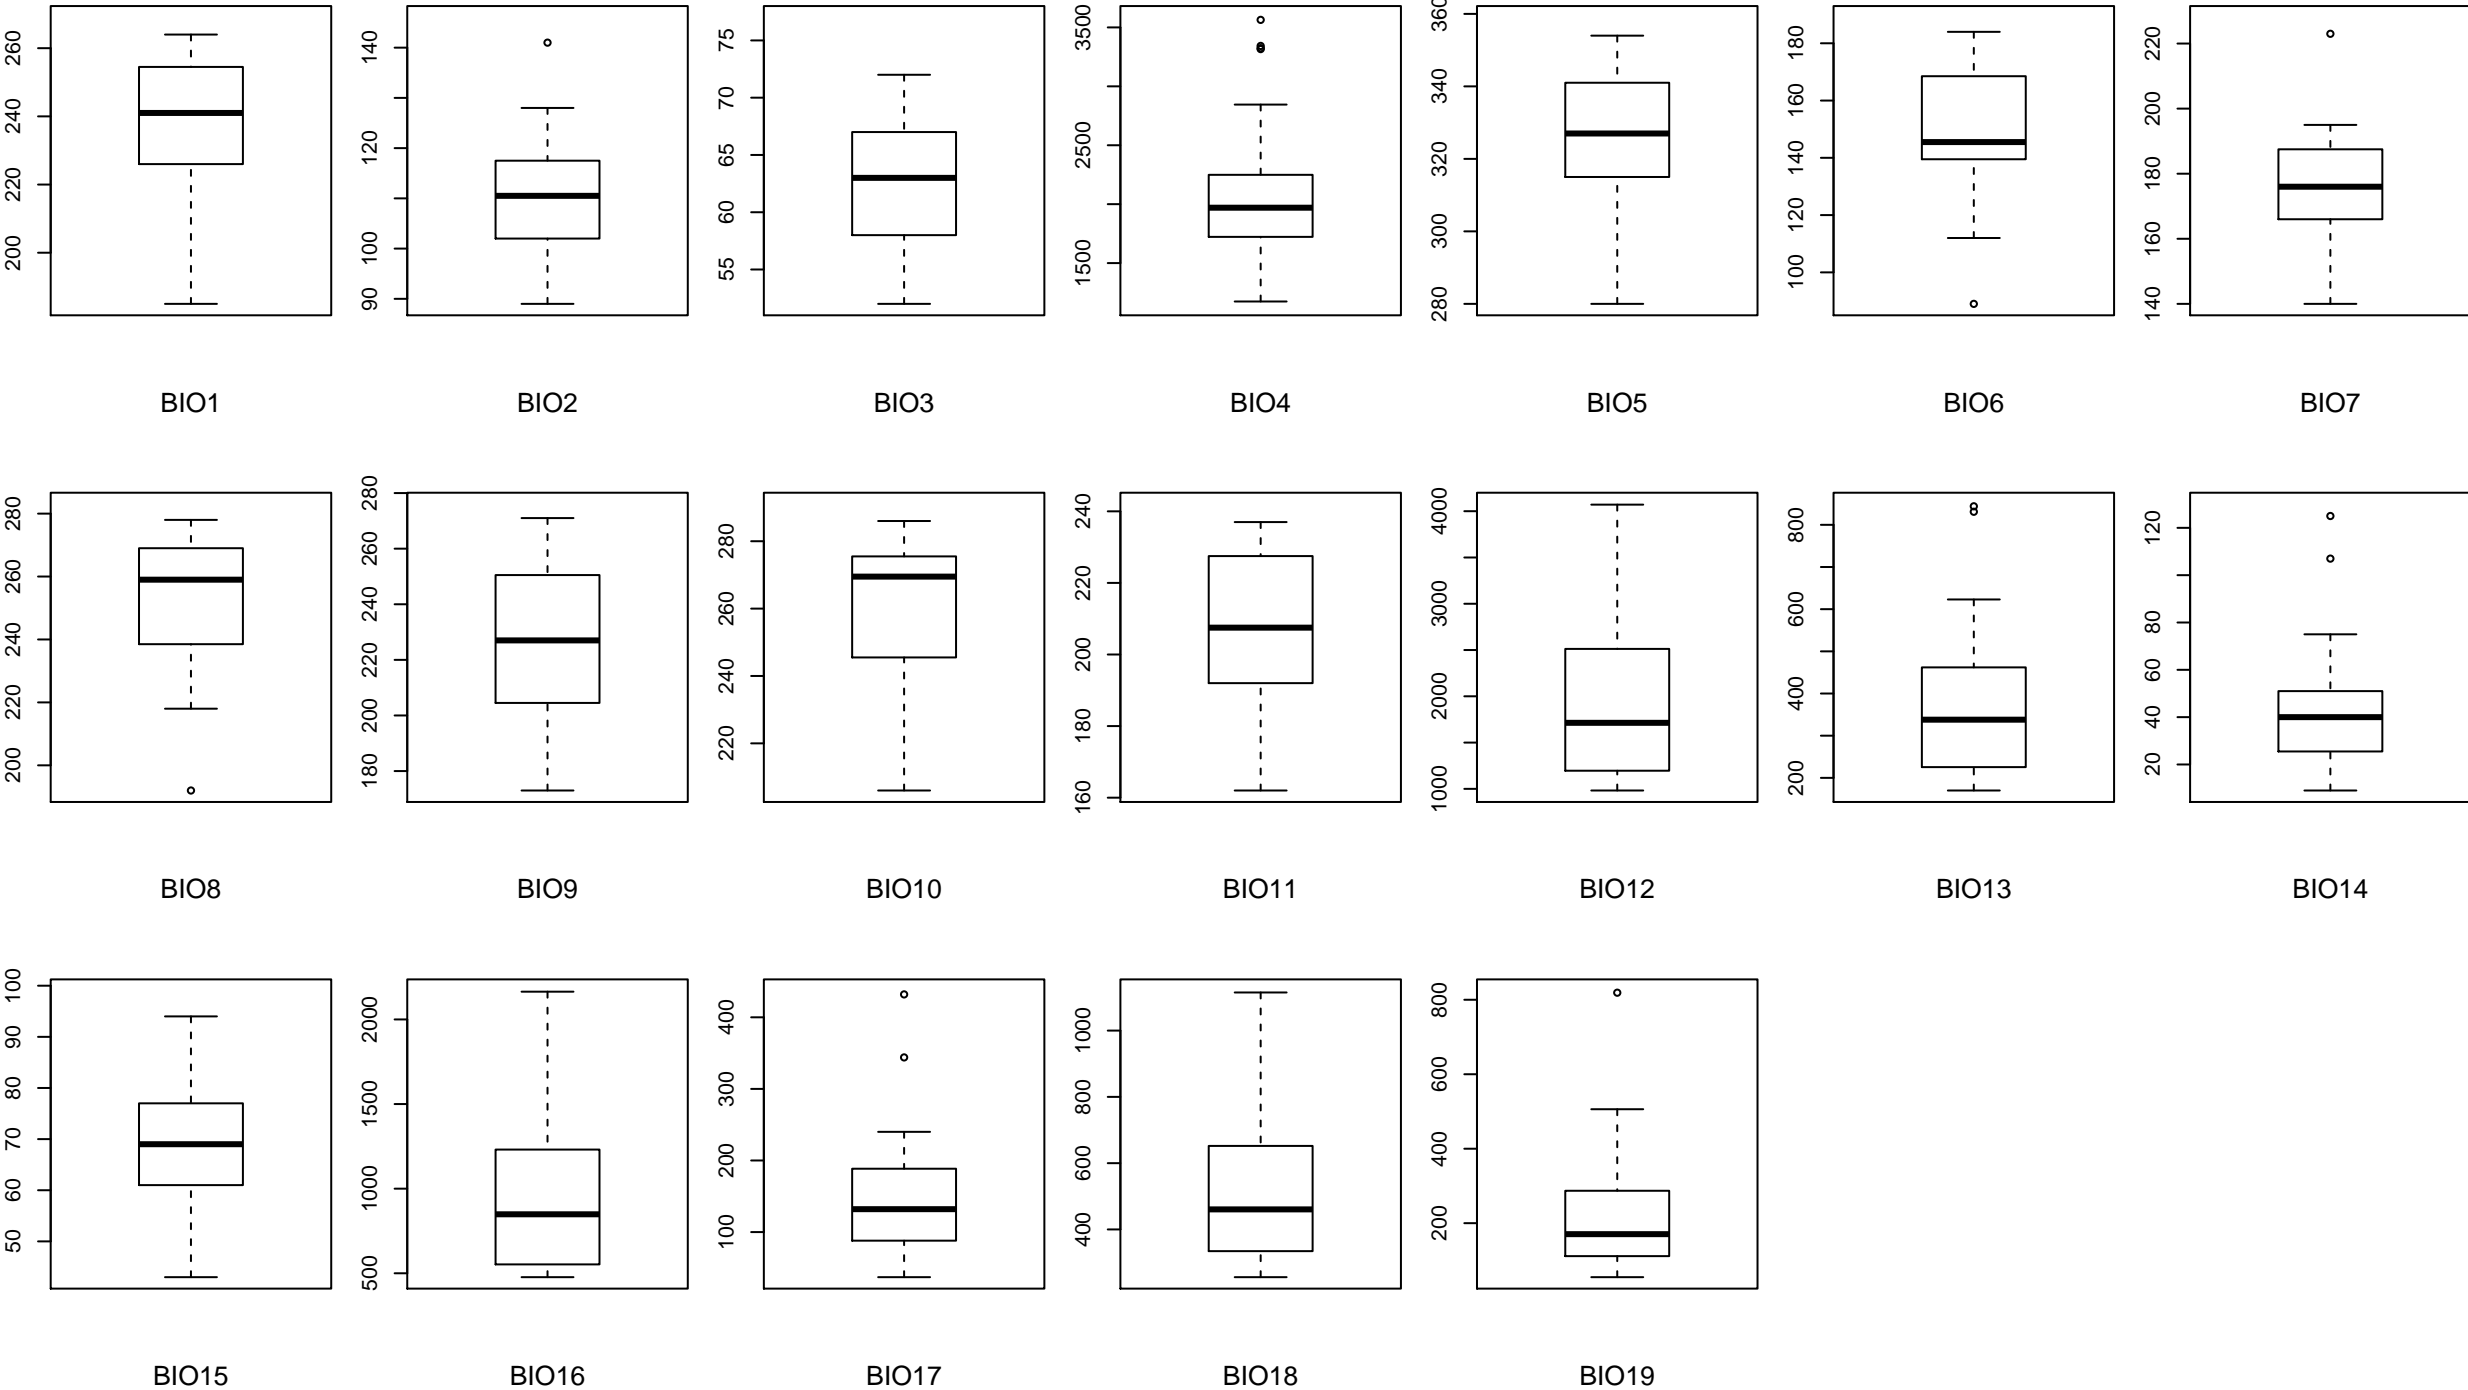 200 220 240 260
90 100 120 140
55 60 65 70 75
1500 2500 3500
280 300 320 340 360
100 120 140 160 180
140 160 180 200 220
BIO1 BIO2 BIO3 BIO4 BIO5 BIO6 BIO7
200 220 240 260 280
180 200 220 240 260 280
220 240 260 280
160 180 200 220 240
1000 2000 3000 4000
200 400 600 800
20 40 60 80 120
BIO8 BIO9 BIO10 BIO11 BIO12 BIO13 BIO14
50 60 70 80 90 100
500 1000 1500 2000
100 200 300 400
400 600 800 1000
200 400 600 800
BIO15 BIO16 BIO17 BIO18 BIO19